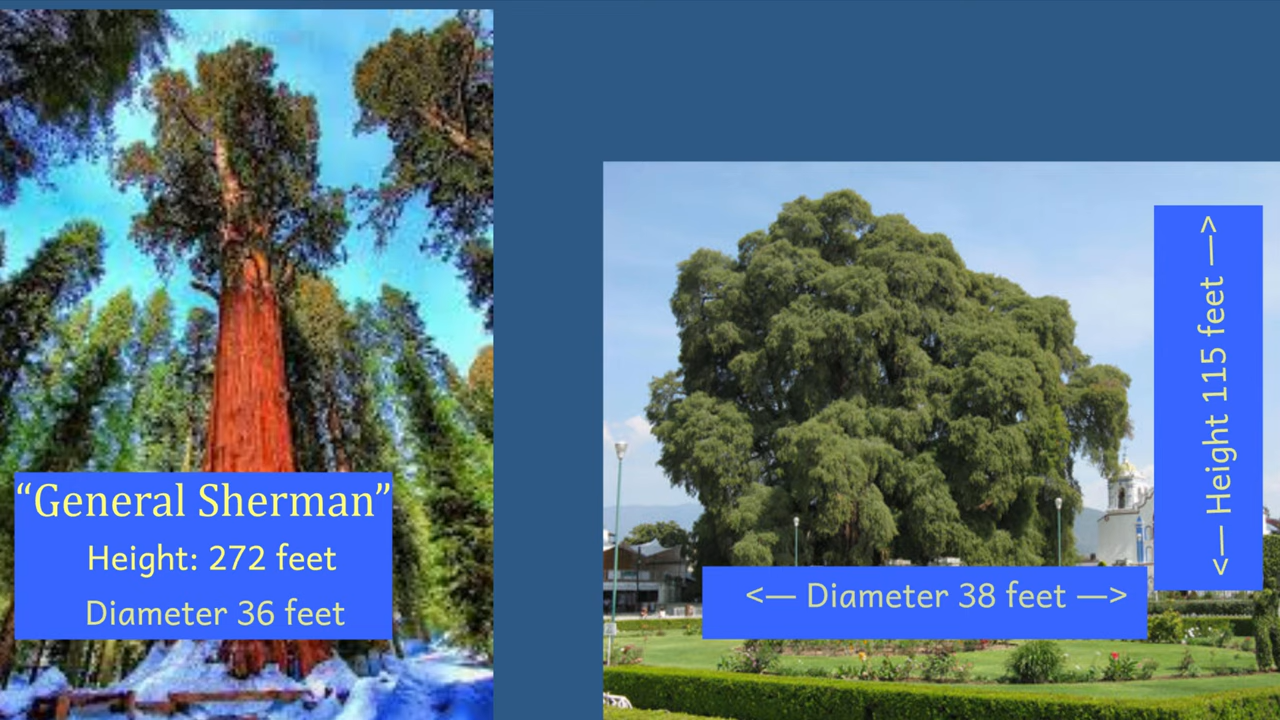 “General Sherman”
Height: 272 feet
Diameter 36 feet
<— Diameter 38 feet —>
<— Height 115 feet —>